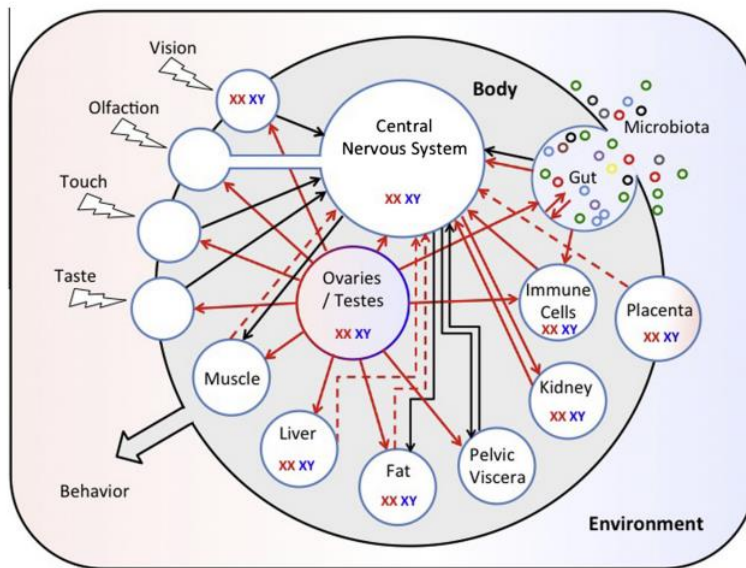 Vision
XX XY
Olfaction
Touch
Taste
Central
Nervous System
XX XY
Body
Microbiota
Gut
Ovaries
/ Testes
XX XY
Immune
Cells
XX XY
Placenta
XX XY
Muscle
Kidney
XX XY
Liver
XX XY
Fat
XX XY
Pelvic
Viscera
Behavior
Environment